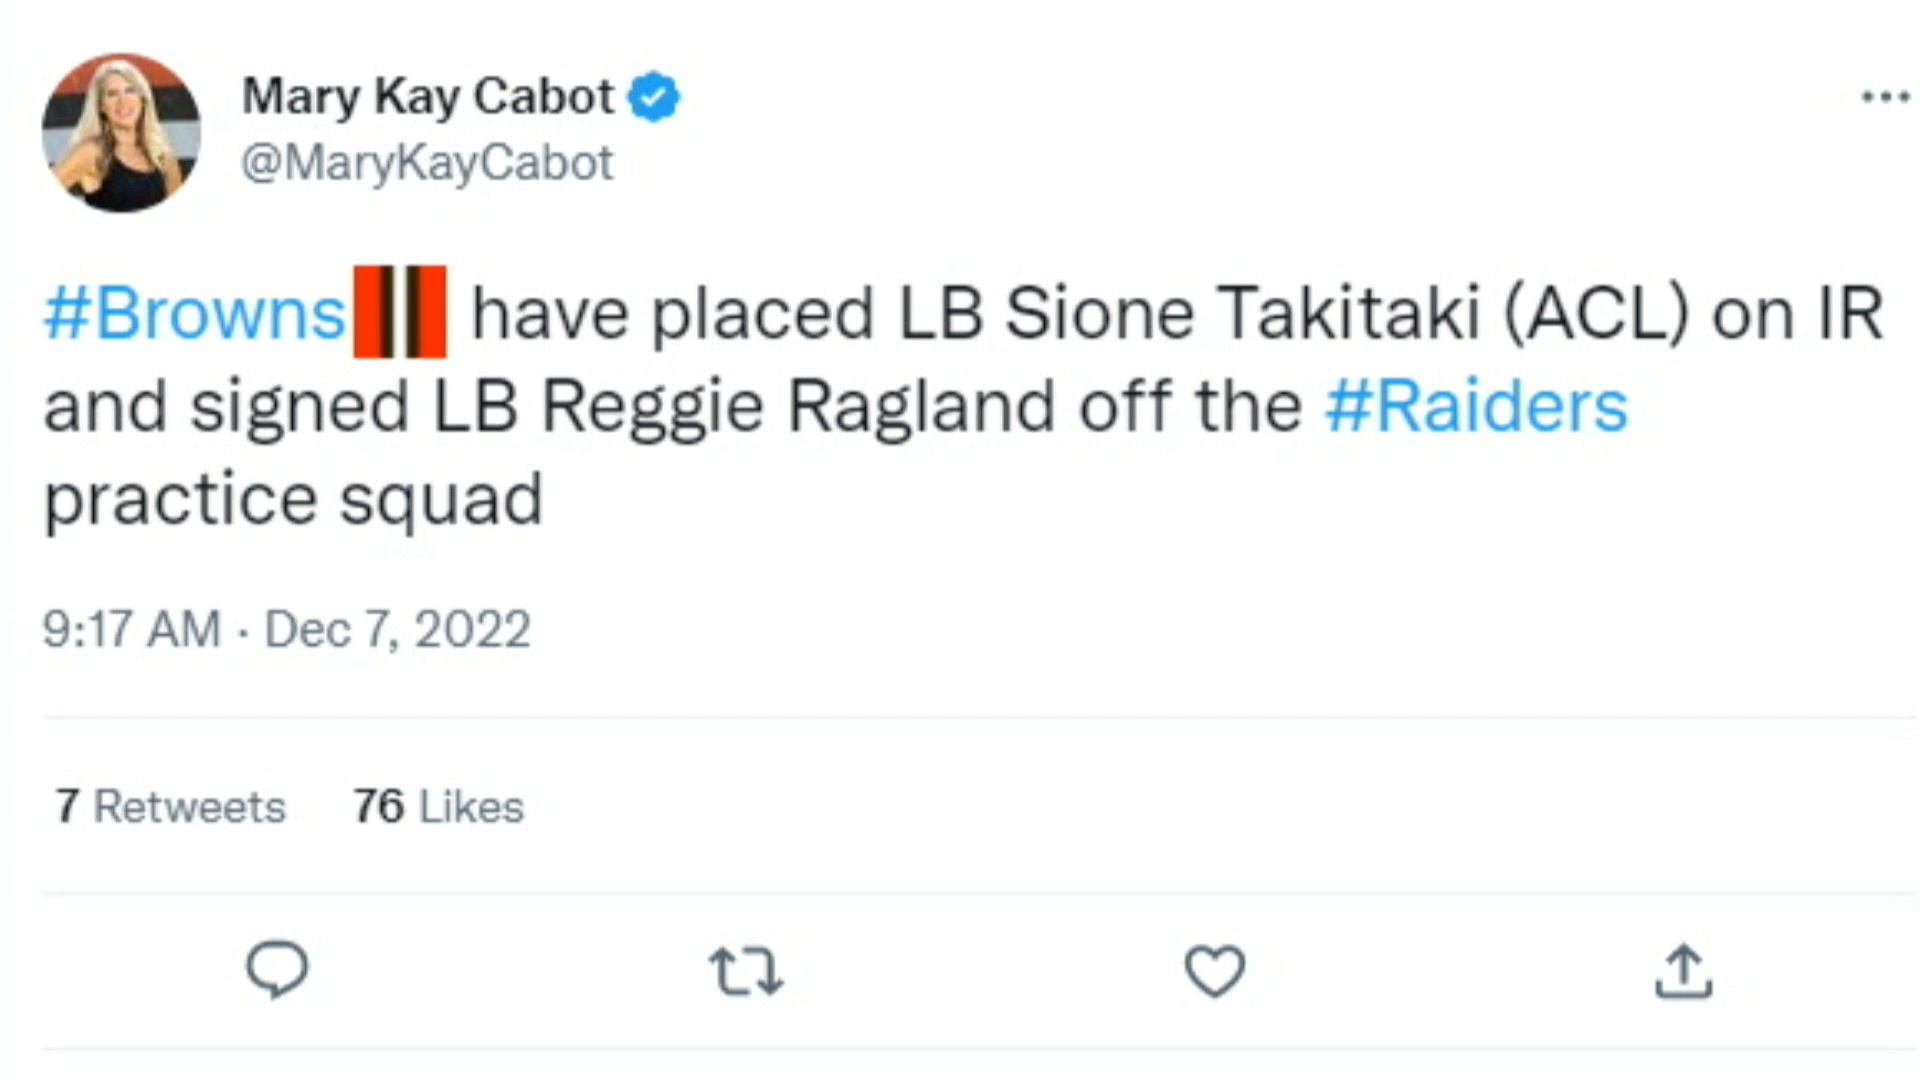 Mary Kay Cabot
@MaryKayCabot
#Browns have placed LB Sione Takitaki (ACL) on IR
and signed LB Reggie Ragland off the #Raiders
practice squad
9:17 AM · Dec 7, 2022
7 Retweets 76 Likes